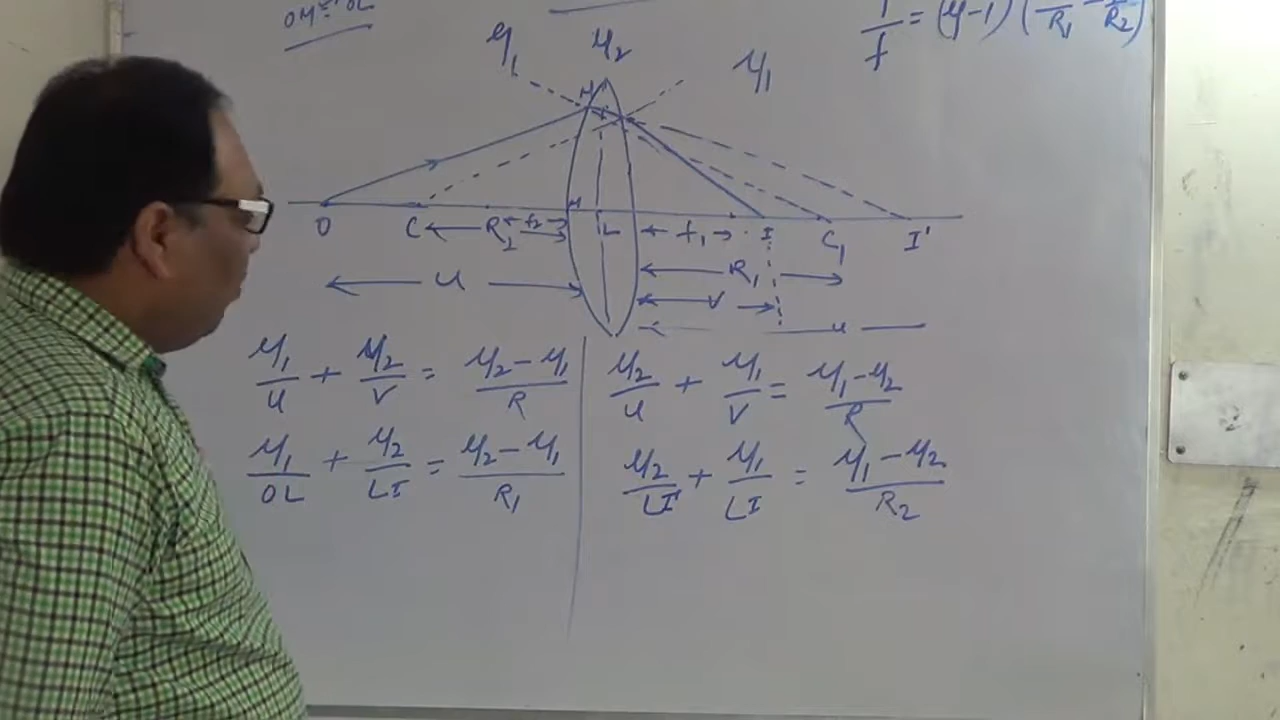 OM ≈ OL
1/f = (μ-1) (1/R₁ - 1/R₂)
μ₁ μ₂ μ₁
M
O C R₂ f₂ M L f₁ I C₁ I'
u R₁
v
u
μ₁/u + μ₂/v = μ₂-μ₁/R
μ₁/OL + μ₂/LI = μ₂-μ₁/R₁
μ₂/u + μ₁/v = μ₁-μ₂/R
μ₂/LI' + μ₁/LI = μ₁-μ₂/R₂